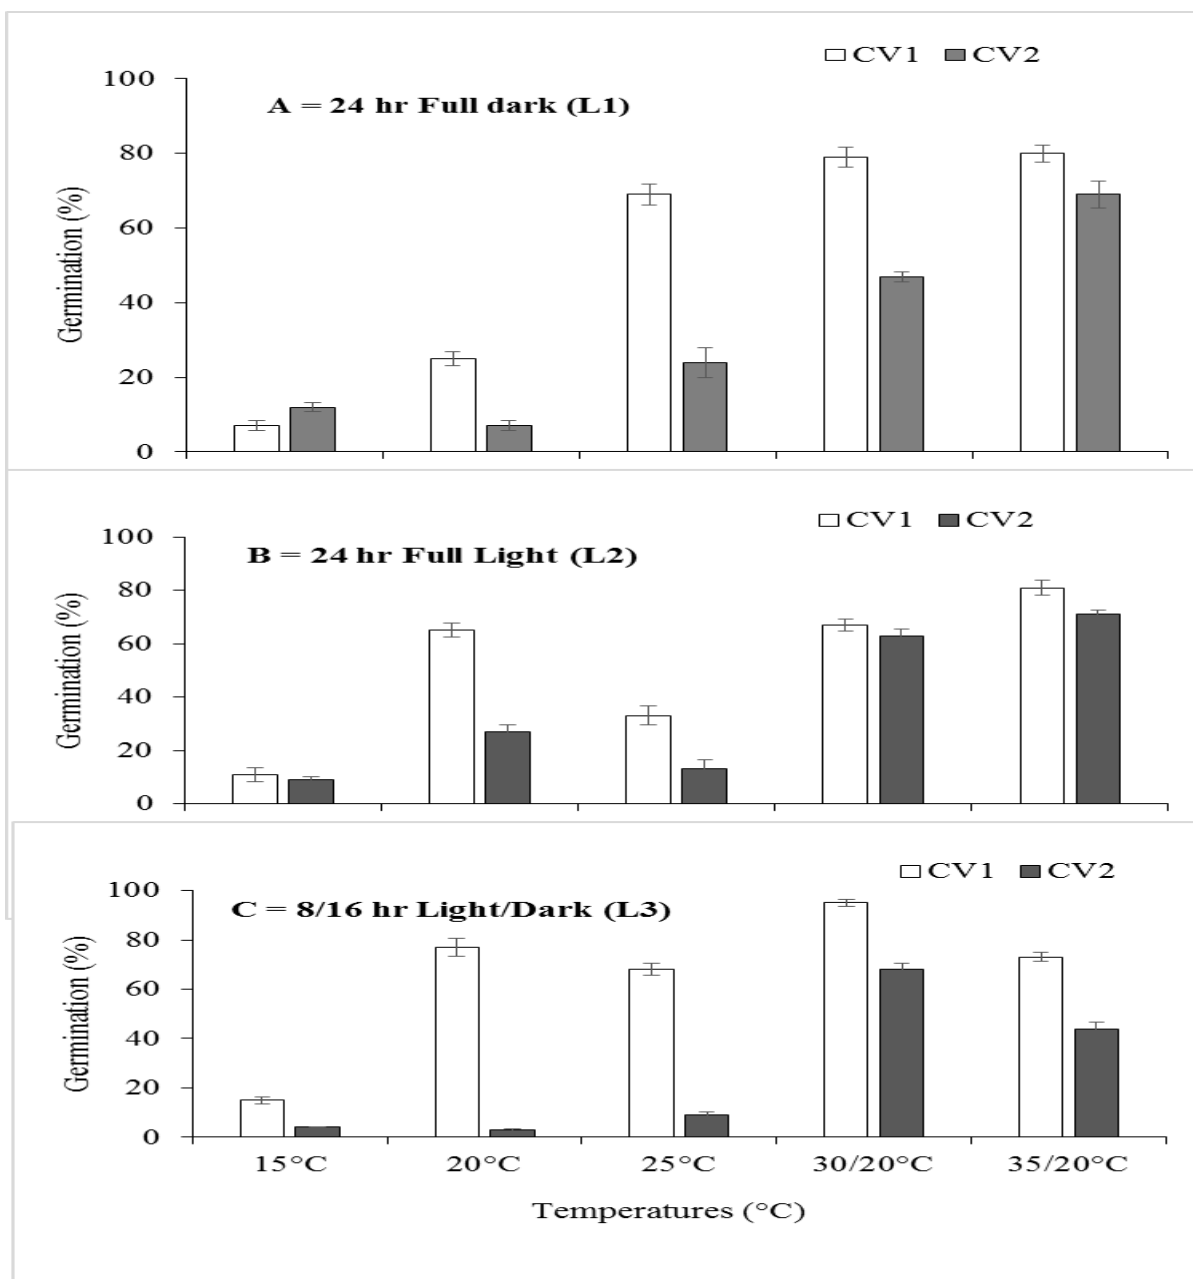 CV1 CV2
A = 24 hr Full dark (L1)
Germination (%)
100
80
60
40
20
0
CV1 CV2
B = 24 hr Full Light (L2)
Germination (%)
100
80
60
40
20
0
CV1 CV2
C = 8/16 hr Light/Dark (L3)
Germination (%)
100
80
60
40
20
0
15°C 20°C 25°C 30/20°C 35/20°C
Temperatures (°C)